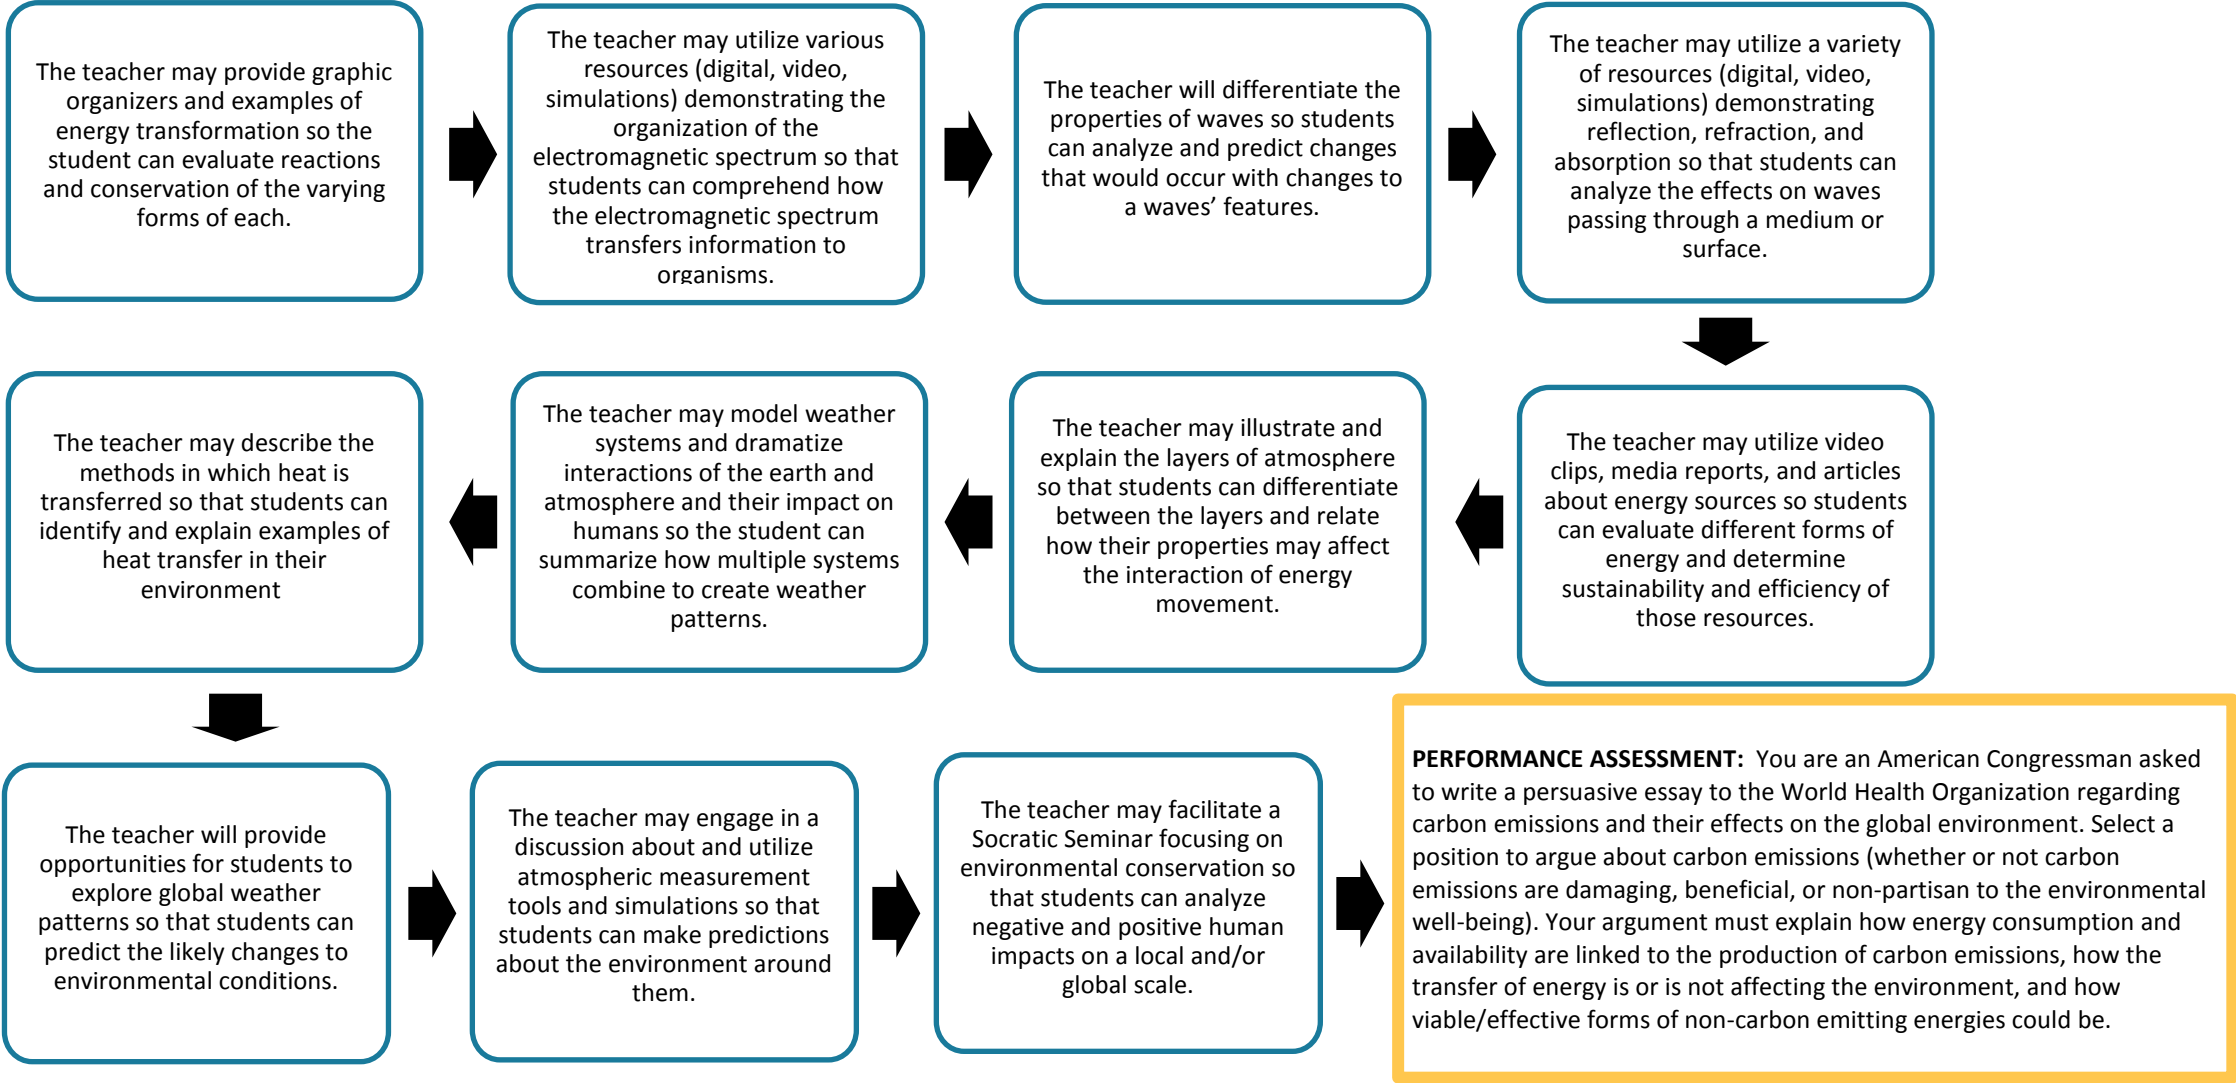 The teacher may provide graphic
organizers and examples of
energy transformation so the
student can evaluate reactions
and conservation of the varying
forms of each.
The teacher may utilize various
resources (digital, video,
simulations) demonstrating the
organization of the
electromagnetic spectrum so that
students can comprehend how
the electromagnetic spectrum
transfers information to
organisms.
The teacher will differentiate the
properties of waves so students
can analyze and predict changes
that would occur with changes to
a waves’ features.
The teacher may utilize a variety
of resources (digital, video,
simulations) demonstrating
reflection, refraction, and
absorption so that students can
analyze the effects on waves
passing through a medium or
surface.
The teacher may utilize video
clips, media reports, and articles
about energy sources so students
can evaluate different forms of
energy and determine
sustainability and efficiency of
those resources.
The teacher may illustrate and
explain the layers of atmosphere
so that students can differentiate
between the layers and relate
how their properties may affect
the interaction of energy
movement.
The teacher may model weather
systems and dramatize
interactions of the earth and
atmosphere and their impact on
humans so the student can
summarize how multiple systems
combine to create weather
patterns.
The teacher may describe the
methods in which heat is
transferred so that students can
identify and explain examples of
heat transfer in their
environment
The teacher will provide
opportunities for students to
explore global weather
patterns so that students can
predict the likely changes to
environmental conditions.
The teacher may engage in a
discussion about and utilize
atmospheric measurement
tools and simulations so that
students can make predictions
about the environment around
them.
The teacher may facilitate a
Socratic Seminar focusing on
environmental conservation so
that students can analyze
negative and positive human
impacts on a local and/or
global scale.
PERFORMANCE ASSESSMENT: You are an American Congressman asked
to write a persuasive essay to the World Health Organization regarding
carbon emissions and their effects on the global environment. Select a
position to argue about carbon emissions (whether or not carbon
emissions are damaging, beneficial, or non-partisan to the environmental
well-being). Your argument must explain how energy consumption and
availability are linked to the production of carbon emissions, how the
transfer of energy is or is not affecting the environment, and how
viable/effective forms of non-carbon emitting energies could be.